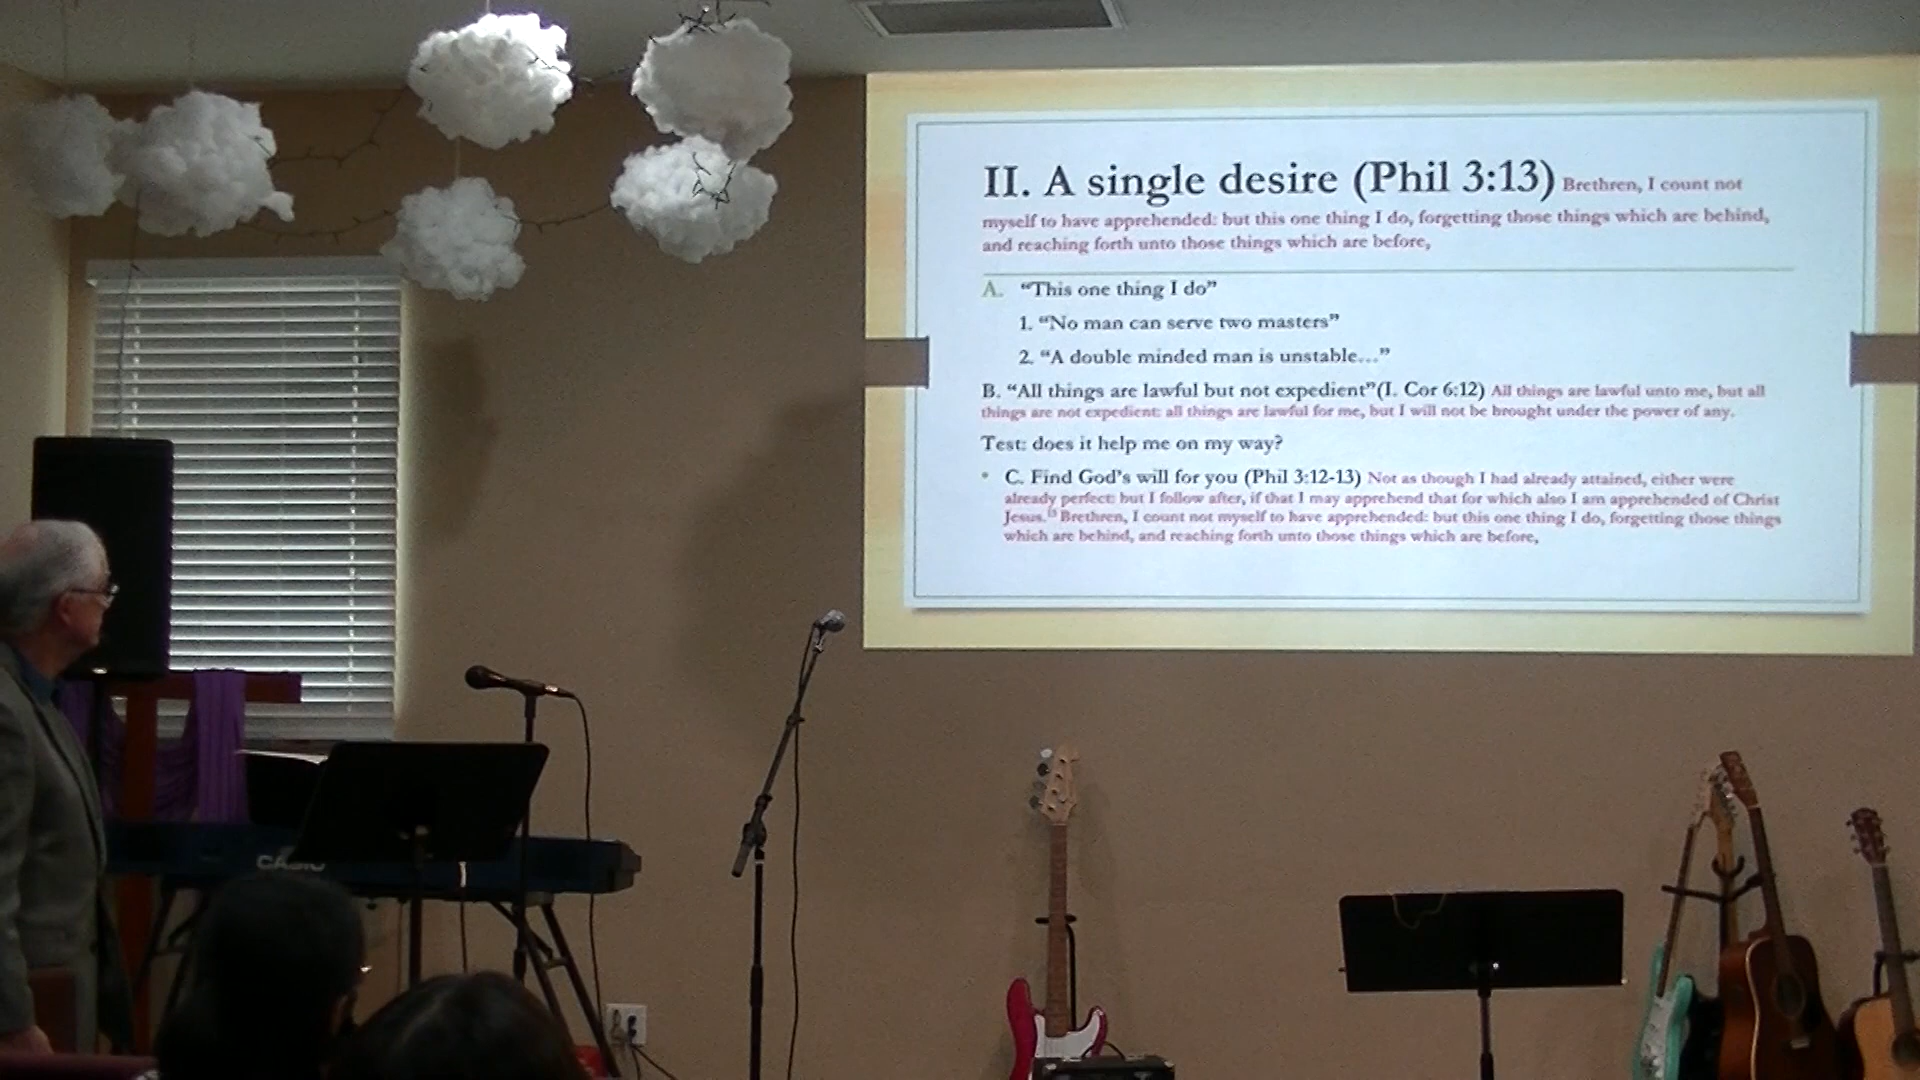 II. A single desire (Phil 3:13) Brethren, I count not
myself to have apprehended: but this one thing I do, forgetting those things which are behind,
and reaching forth unto those things which are before,
A. “This one thing I do”
1. “No man can serve two masters”
2. “A double minded man is unstable...”
B. “All things are lawful but not expedient”(I. Cor 6:12) All things are lawful unto me, but all
things are not expedient: all things are lawful for me, but I will not be brought under the power of any.
Test: does it help me on my way?
• C. Find God’s will for you (Phil 3:12-13) Not as though I had already attained, either were
already perfect: but I follow after, if that I may apprehend that for which also I am apprehended of Christ
Jesus.13 Brethren, I count not myself to have apprehended: but this one thing I do, forgetting those things
which are behind, and reaching forth unto those things which are before,
CASIO